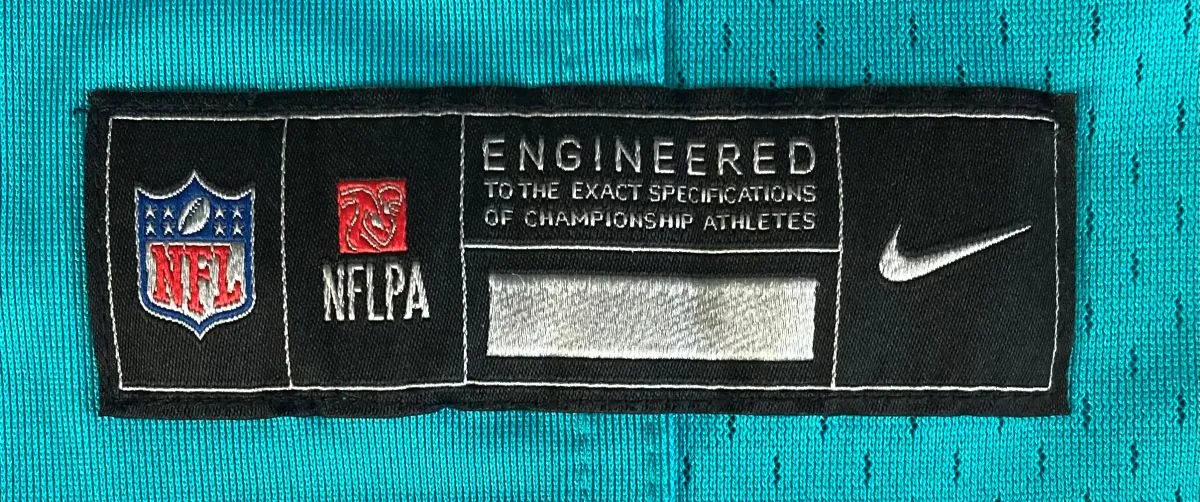 NFL
NFLPA
ENGINEERED
TO THE EXACT SPECIFICATIONS
OF CHAMPIONSHIP ATHLETES